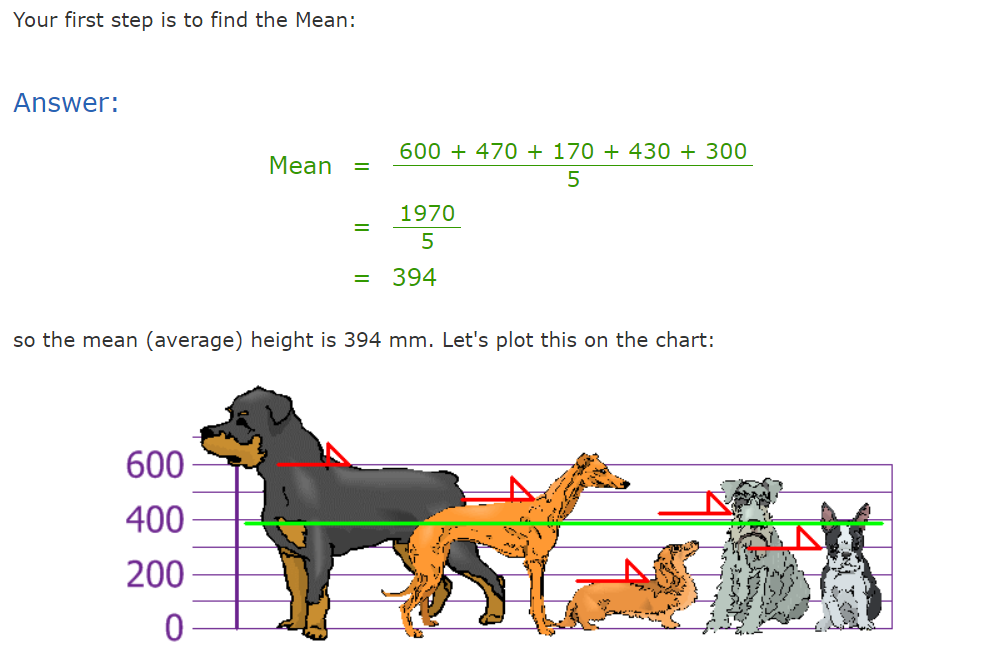 Your first step is to find the Mean:
Answer:
600 + 470 + 170 + 430 + 300
Mean =
5
1970
=
5
= 394
so the mean (average) height is 394 mm. Let's plot this on the chart:
600
400
200
0